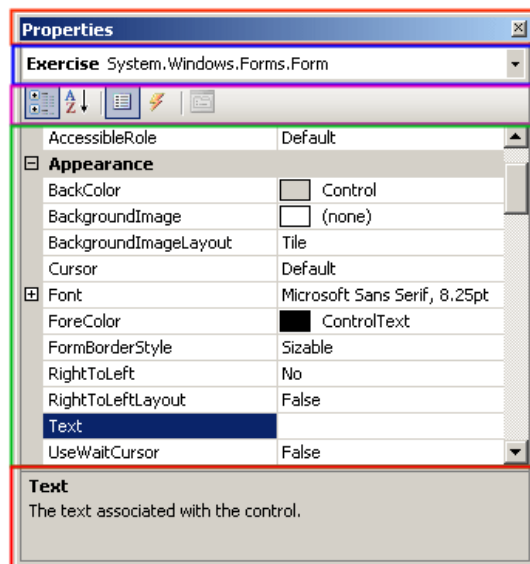 Properties
Exercise System.Windows.Forms.Form
A
Z
AccessibleRole Default
Appearance
BackColor Control
BackgroundImage (none)
BackgroundImageLayout Tile
Cursor Default
Font Microsoft Sans Serif, 8.25pt
ForeColor ControlText
FormBorderStyle Sizable
RightToLeft No
RightToLeftLayout False
Text
UseWaitCursor False
Text
The text associated with the control.